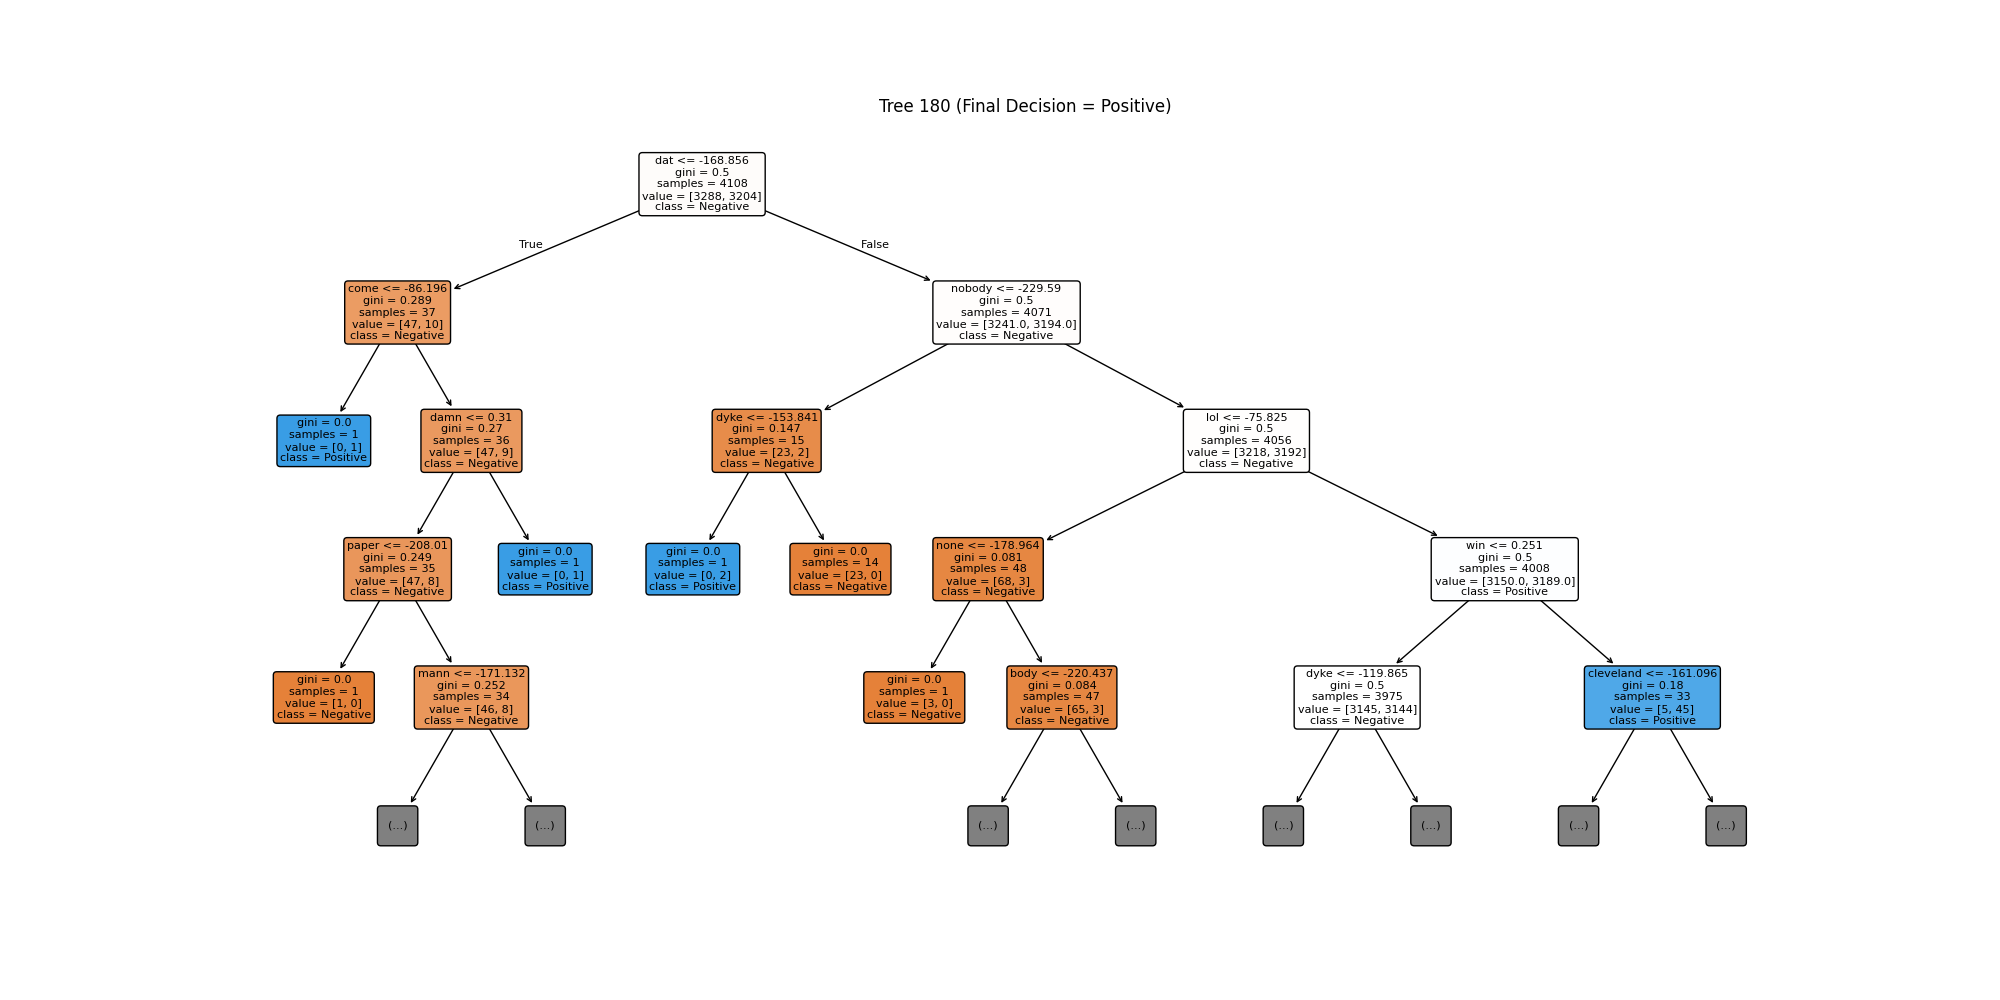 Tree 180 (Final Decision = Positive)
dat <= -168.856
gini = 0.5
samples = 4108
value = [3288, 3204]
class = Negative
True
False
come <= -86.196
gini = 0.289
samples = 37
value = [47, 10]
class = Negative
nobody <= -229.59
gini = 0.5
samples = 4071
value = [3241.0, 3194.0]
class = Negative
gini = 0.0
samples = 1
value = [0, 1]
class = Positive
damn <= 0.31
gini = 0.27
samples = 36
value = [47, 9]
class = Negative
dyke <= -153.841
gini = 0.147
samples = 15
value = [23, 2]
class = Negative
lol <= -75.825
gini = 0.5
samples = 4056
value = [3218, 3192]
class = Negative
paper <= -208.01
gini = 0.249
samples = 35
value = [47, 8]
class = Negative
gini = 0.0
samples = 1
value = [0, 1]
class = Positive
gini = 0.0
samples = 1
value = [0, 2]
class = Positive
gini = 0.0
samples = 14
value = [23, 0]
class = Negative
none <= -178.964
gini = 0.081
samples = 48
value = [68, 3]
class = Negative
win <= 0.251
gini = 0.5
samples = 4008
value = [3150.0, 3189.0]
class = Positive
gini = 0.0
samples = 1
value = [1, 0]
class = Negative
mann <= -171.132
gini = 0.252
samples = 34
value = [46, 8]
class = Negative
gini = 0.0
samples = 1
value = [3, 0]
class = Negative
body <= -220.437
gini = 0.084
samples = 47
value = [65, 3]
class = Negative
dyke <= -119.865
gini = 0.5
samples = 3975
value = [3145, 3144]
class = Negative
cleveland <= -161.096
gini = 0.18
samples = 33
value = [5, 45]
class = Positive
(...)
(...)
(...)
(...)
(...)
(...)
(...)
(...)